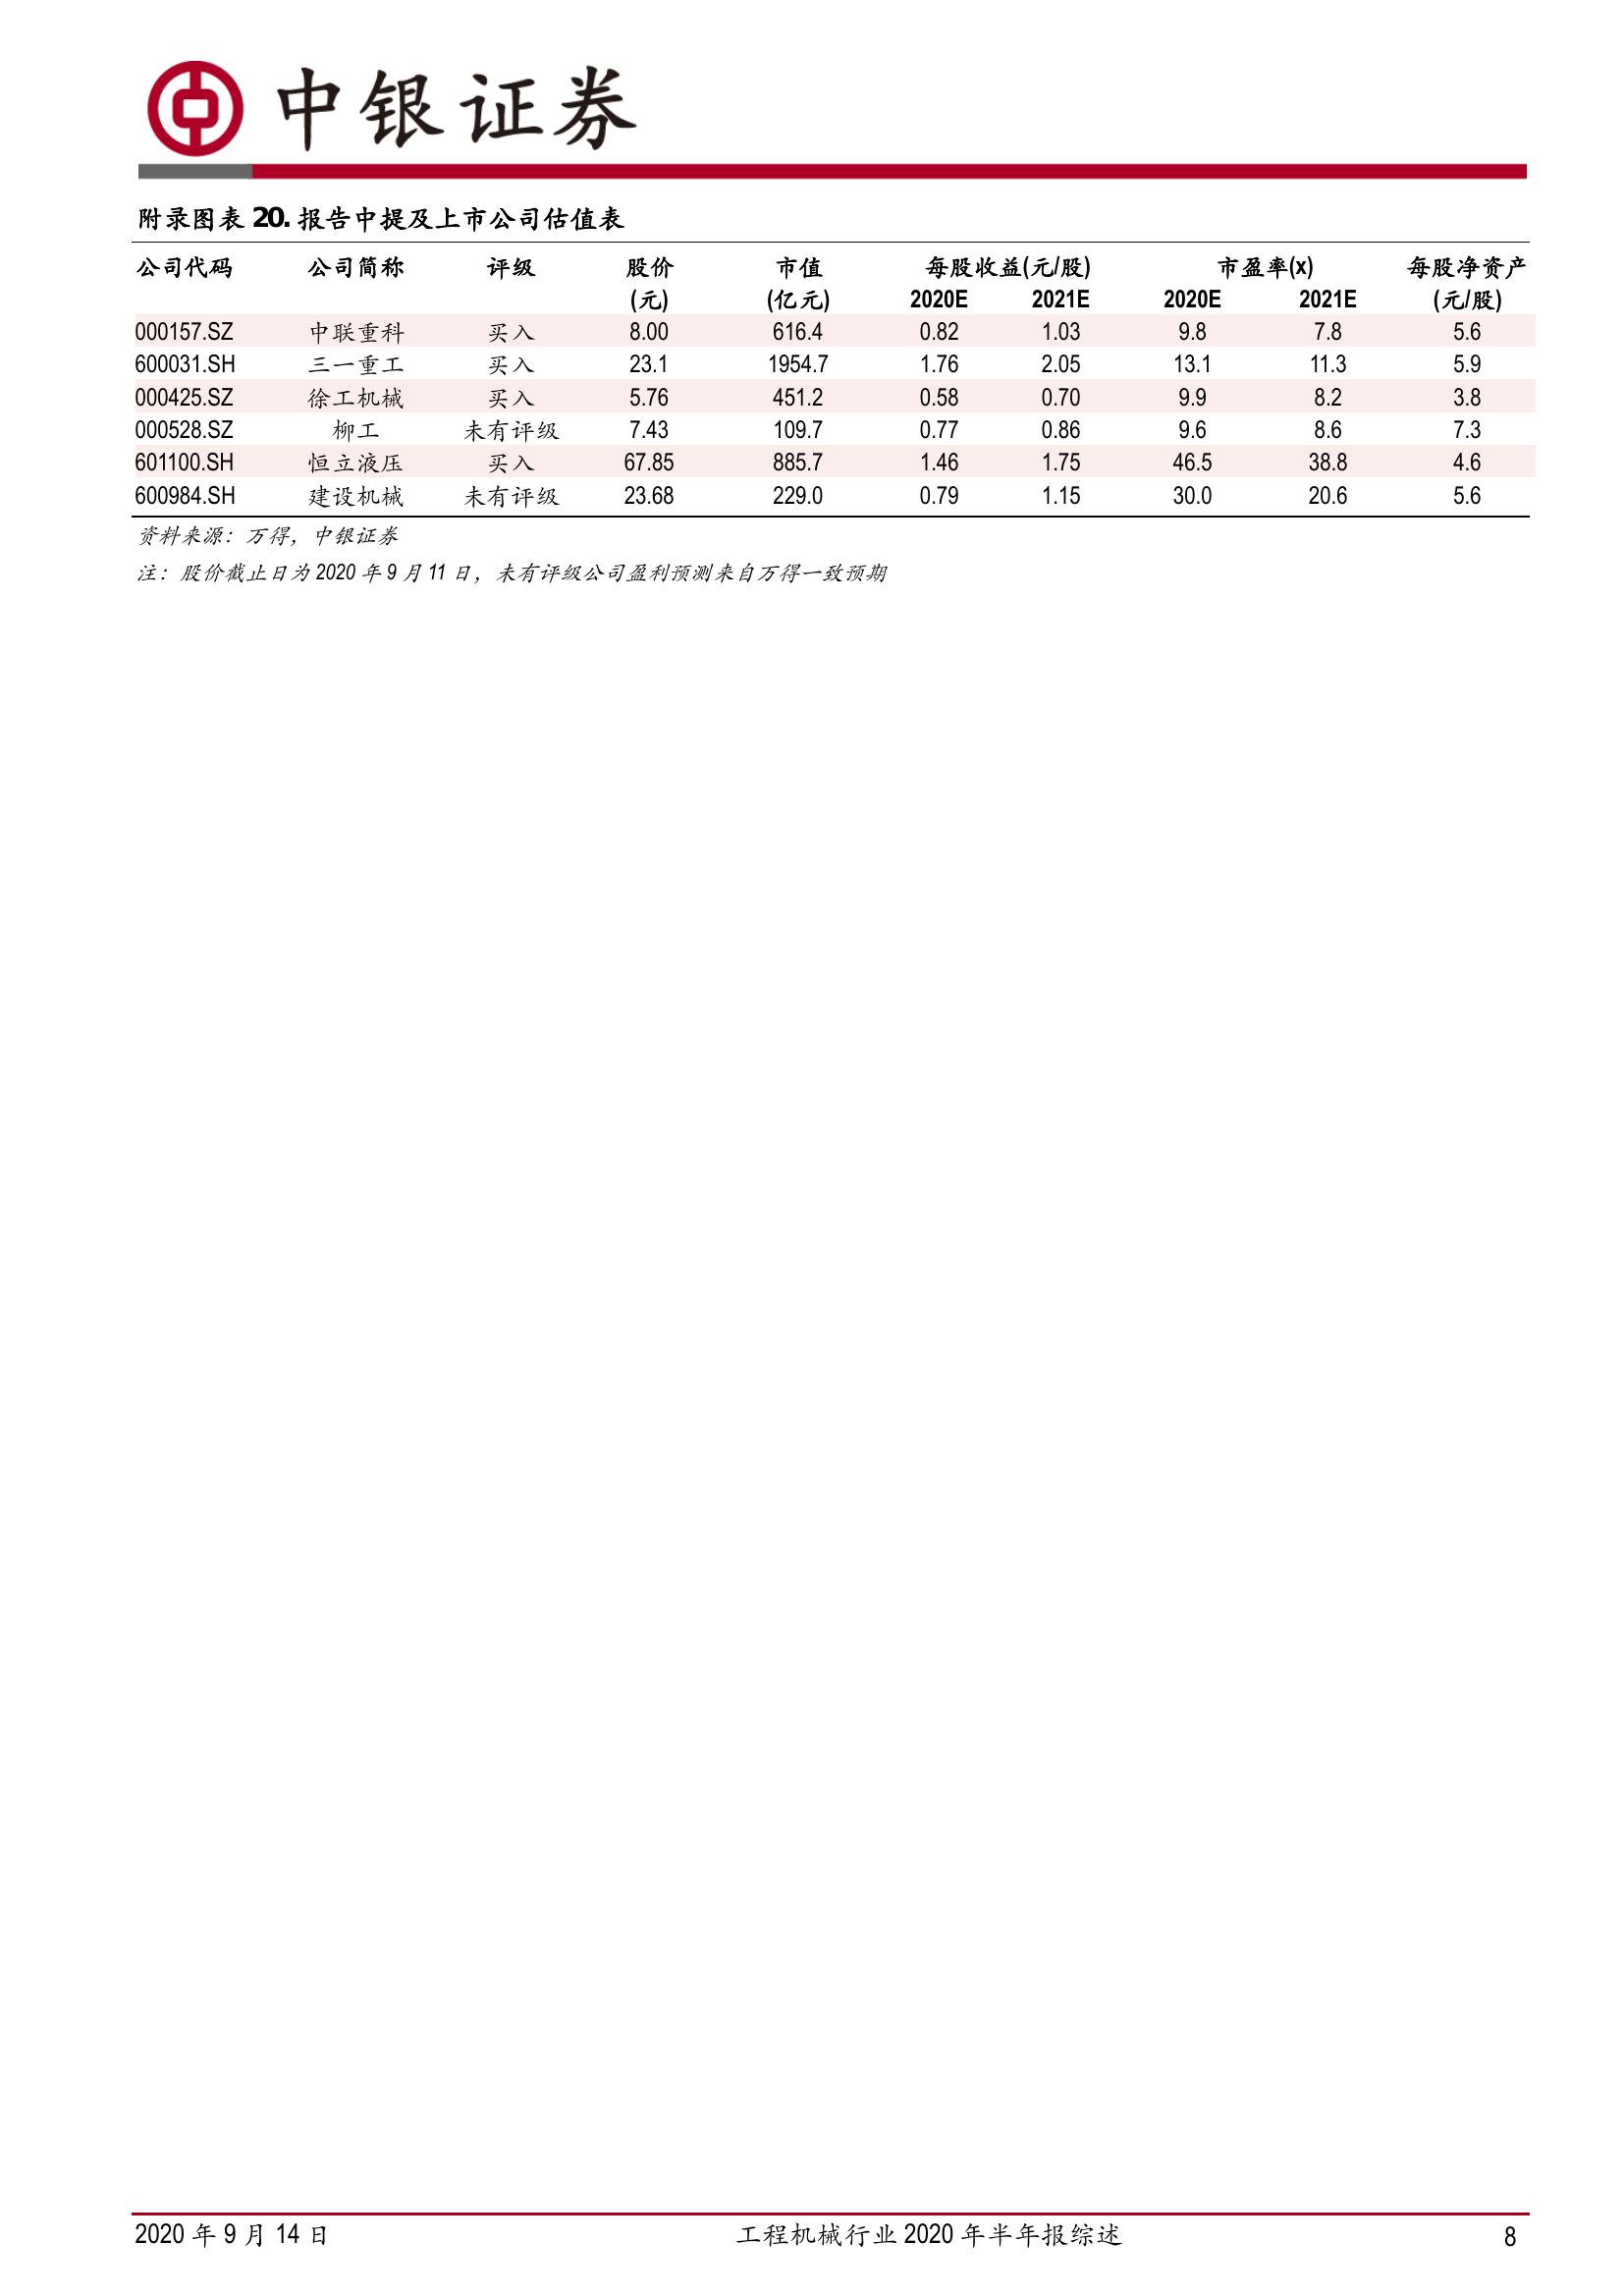 中银证券
附录图表 20. 报告中提及上市公司估值表
公司代码 公司简称 评级 股价 市值 每股收益(元/股) 市盈率(x) 每股净资产
(元) (亿元) 2020E 2021E 2020E 2021E (元/股)
000157.SZ 中联重科 买入 8.00 616.4 0.82 1.03 9.8 7.8 5.6
600031.SH 三一重工 买入 23.1 1954.7 1.76 2.05 13.1 11.3 5.9
000425.SZ 徐工机械 买入 5.76 451.2 0.58 0.70 9.9 8.2 3.8
000528.SZ 柳工 未有评级 7.43 109.7 0.77 0.86 9.6 8.6 7.3
601100.SH 恒立液压 买入 67.85 885.7 1.46 1.75 46.5 38.8 4.6
600984.SH 建设机械 未有评级 23.68 229.0 0.79 1.15 30.0 20.6 5.6
资料来源：万得，中银证券
注：股价截止日为 2020 年 9 月 11 日，未有评级公司盈利预测来自万得一致预期
2020 年 9 月 14 日 工程机械行业 2020 年半年报综述 8